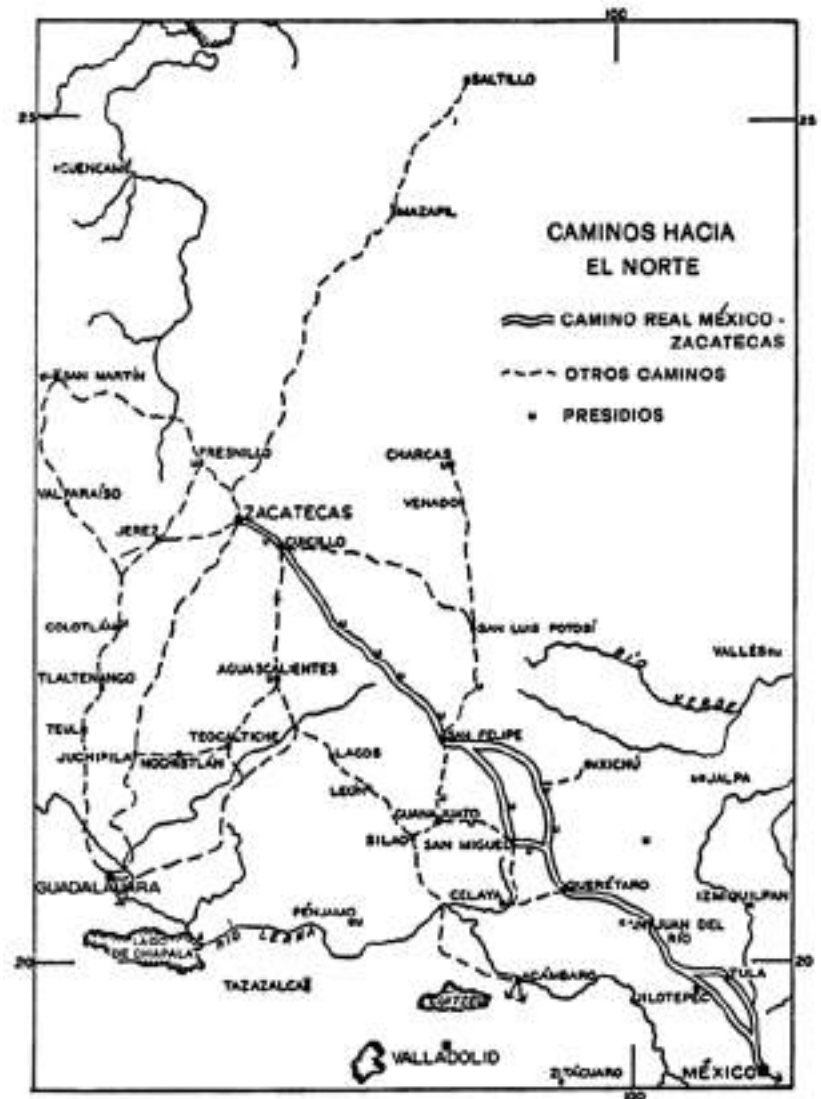 100
SALTILLO
25
25
CUENCAMÉ
MAZAPIL
CAMINOS HACIA
EL NORTE
CAMINO REAL MÉXICO -
ZACATECAS
SAN MARTÍN
OTROS CAMINOS
PRESIDIOS
FRESNILLO
CHARCAS
VALPARAÍSO
VENADO
ZACATECAS
JEREZ
CUICILLO
COLOTLÁN
SAN LUIS POTOSÍ
RÍO VERDE
VALLES
AGUASCALIENTES
TLALTENANGO
TEUL
TEOCALTICHE
SAN FELIPE
JUCHIPILA
NOCHISTLÁN
LAGOS
XICHÚ
JALPA
LEÓN
GUANAJUATO
SILAO
SAN MIGUEL
GUADALAJARA
CELAYA
QUERÉTARO
IZMIQUILPAN
PÉNJAMO
SAN JUAN DEL
RÍO
RÍO LERMA
LAGO
DE CHAPALA
20
20
TULA
TAZAZALCA
ACÁMBARO
JILOTEPEC
CUITZEO
VALLADOLID
ZITÁCUARO
MÉXICO
100